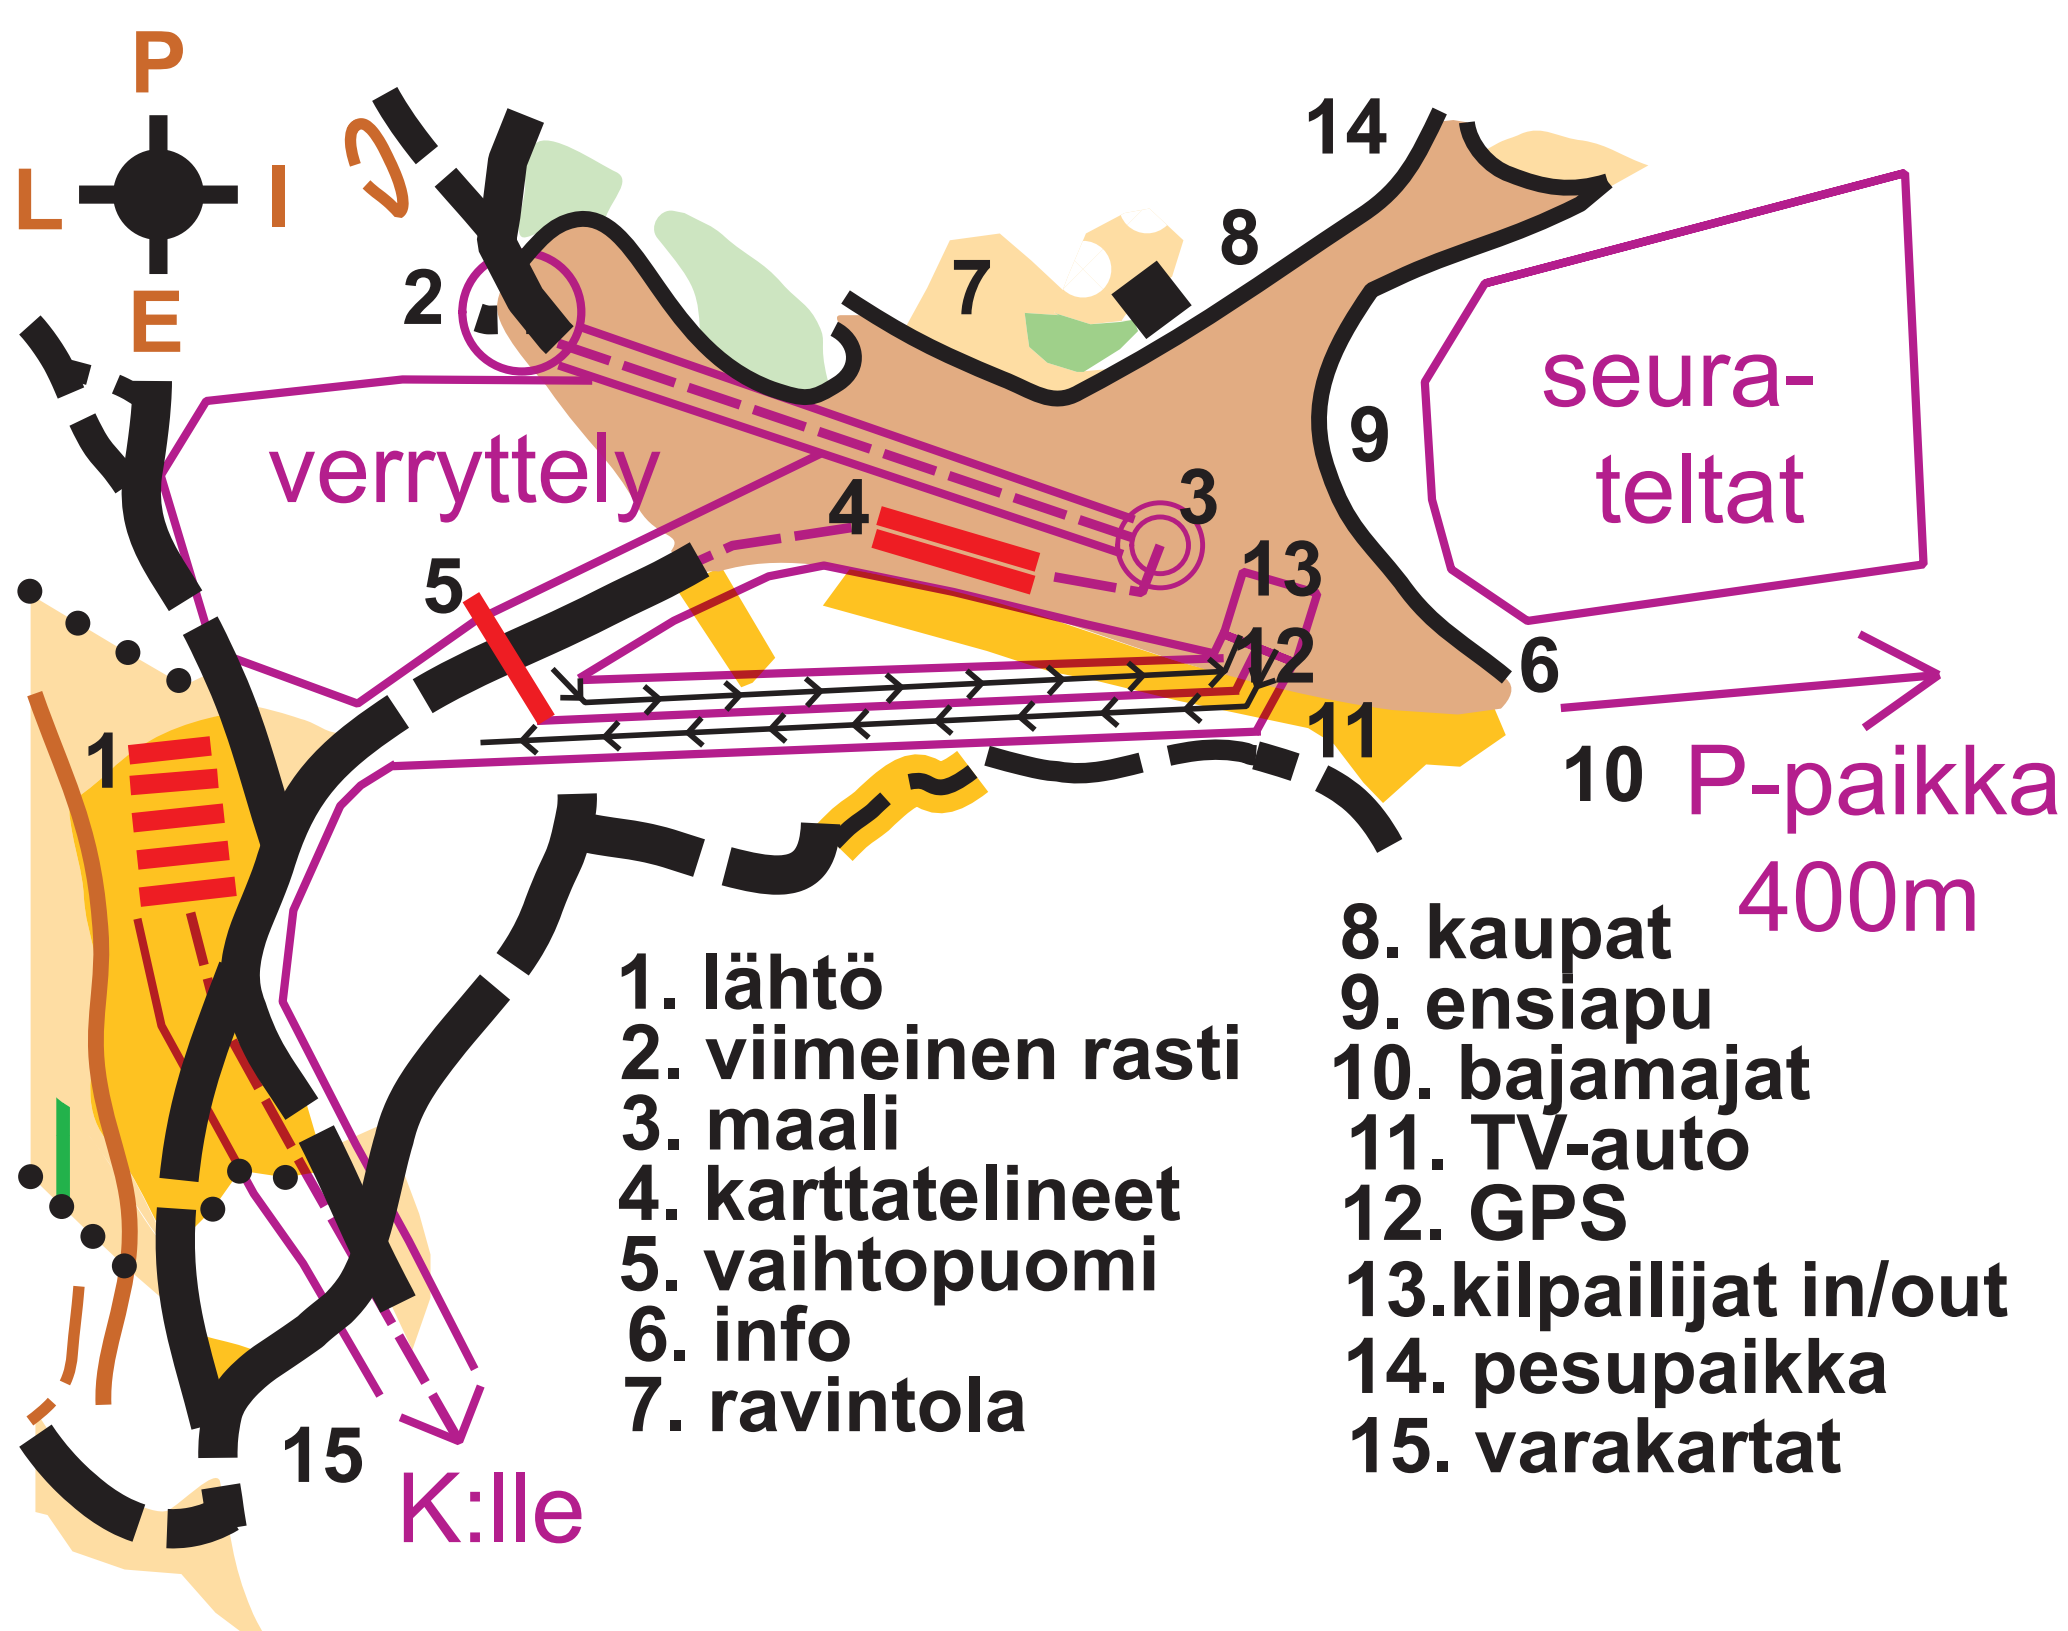 P
L
I
E
14
2
7
8
seura-
teltat
9
verryttely
4
3
5
13
12
6
1
11
10
P-paikka
400m
1. lähtö
2. viimeinen rasti
3. maali
4. karttatelineet
5. vaihtopuomi
6. info
7. ravintola
8. kaupat
9. ensiapu
10. bajamajat
11. TV-auto
12. GPS
13.kilpailijat in/out
14. pesupaikka
15. varakartat
15
K:lle